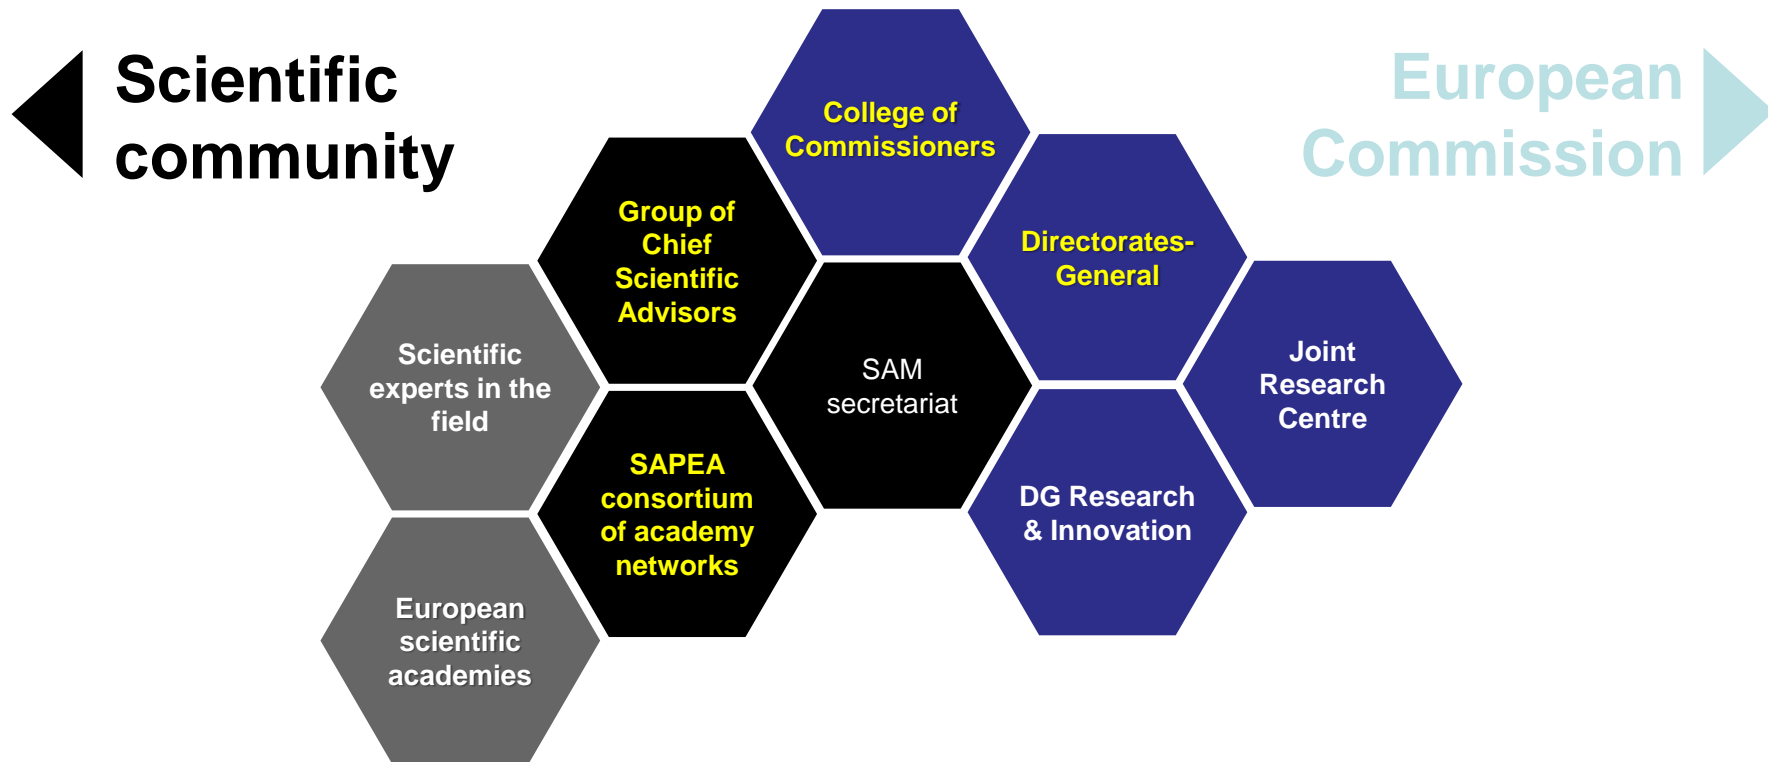 Scientific
community
European
Commission
College of
Commissioners
Group of
Chief
Scientific
Advisors
Directorates-
General
Scientific
experts in the
field
SAM
secretariat
Joint
Research
Centre
SAPEA
consortium
of academy
networks
DG Research
& Innovation
European
scientific
academies